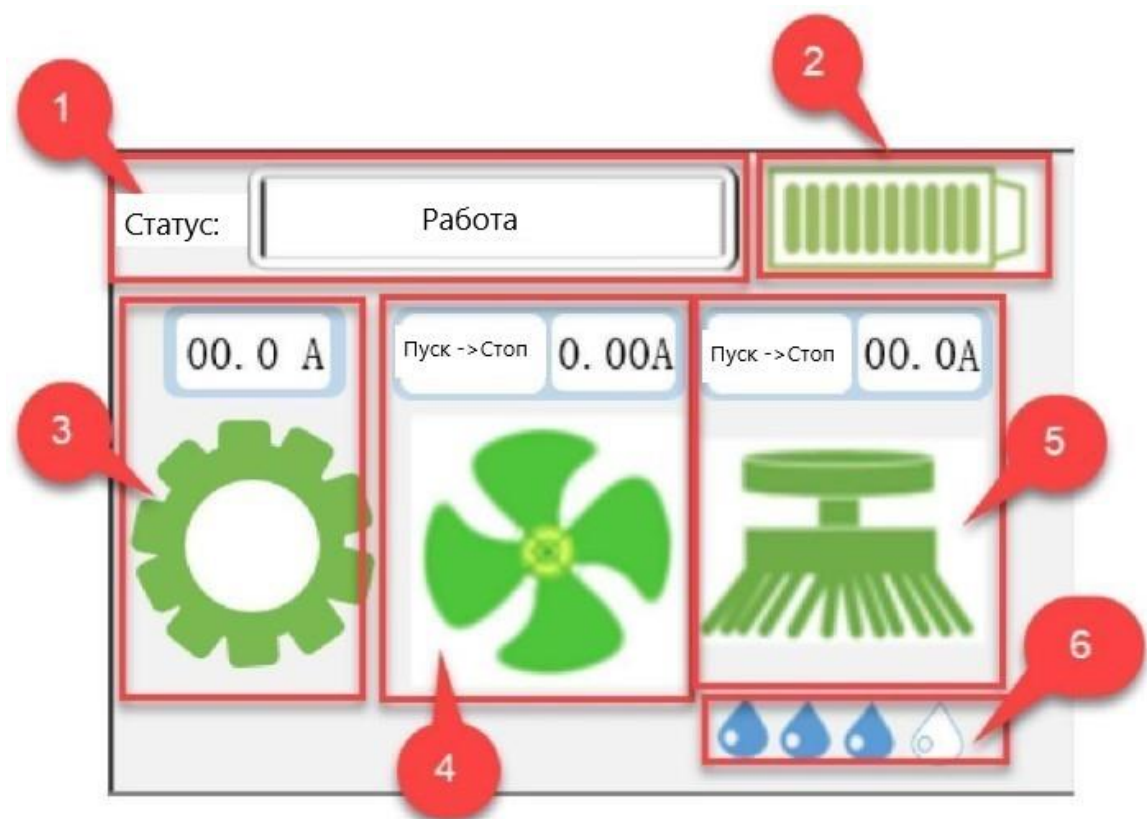 1
2
Статус:
Работа
00.0 A
Пуск ->Стоп
0.00A
Пуск ->Стоп
00.0A
3
5
4
6